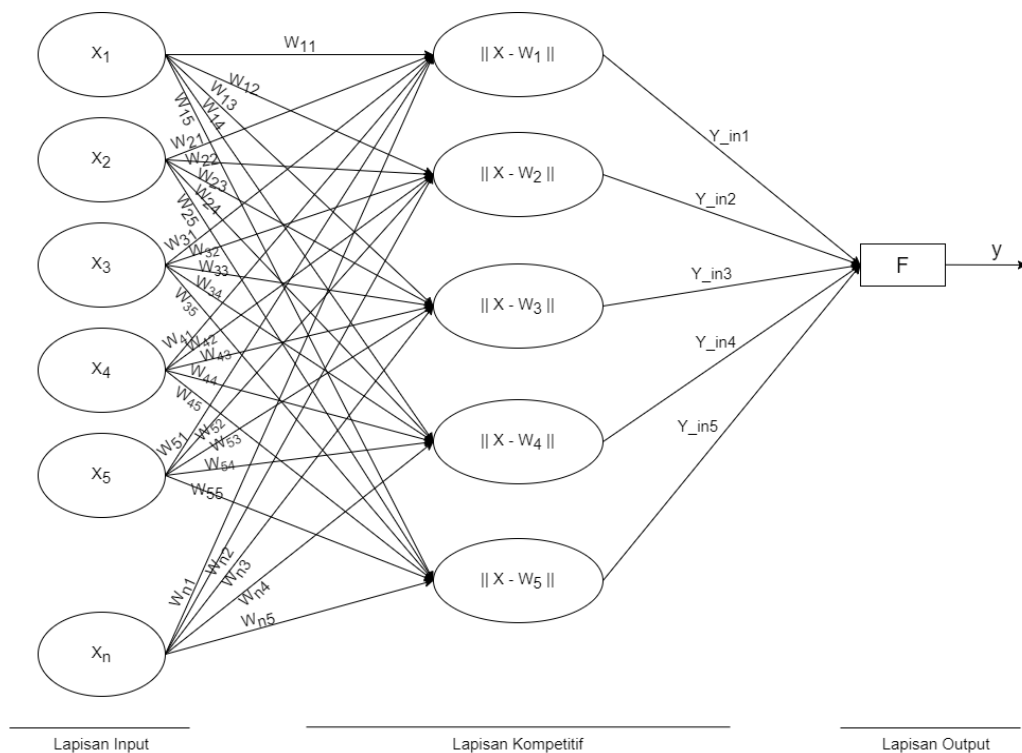 X1
X2
X3
X4
X5
Xn
W11
W12
W13
W14
W15
W21
W22
W23
W24
W25
W31
W32
W33
W34
W35
W41
W42
W43
W44
W45
W51
W52
W53
W54
W55
Wn1
Wn2
Wn3
Wn4
Wn5
|| X - W1 ||
|| X - W2 ||
|| X - W3 ||
|| X - W4 ||
|| X - W5 ||
Y_in1
Y_in2
Y_in3
Y_in4
Y_in5
F
y
Lapisan Input
Lapisan Kompetitif
Lapisan Output